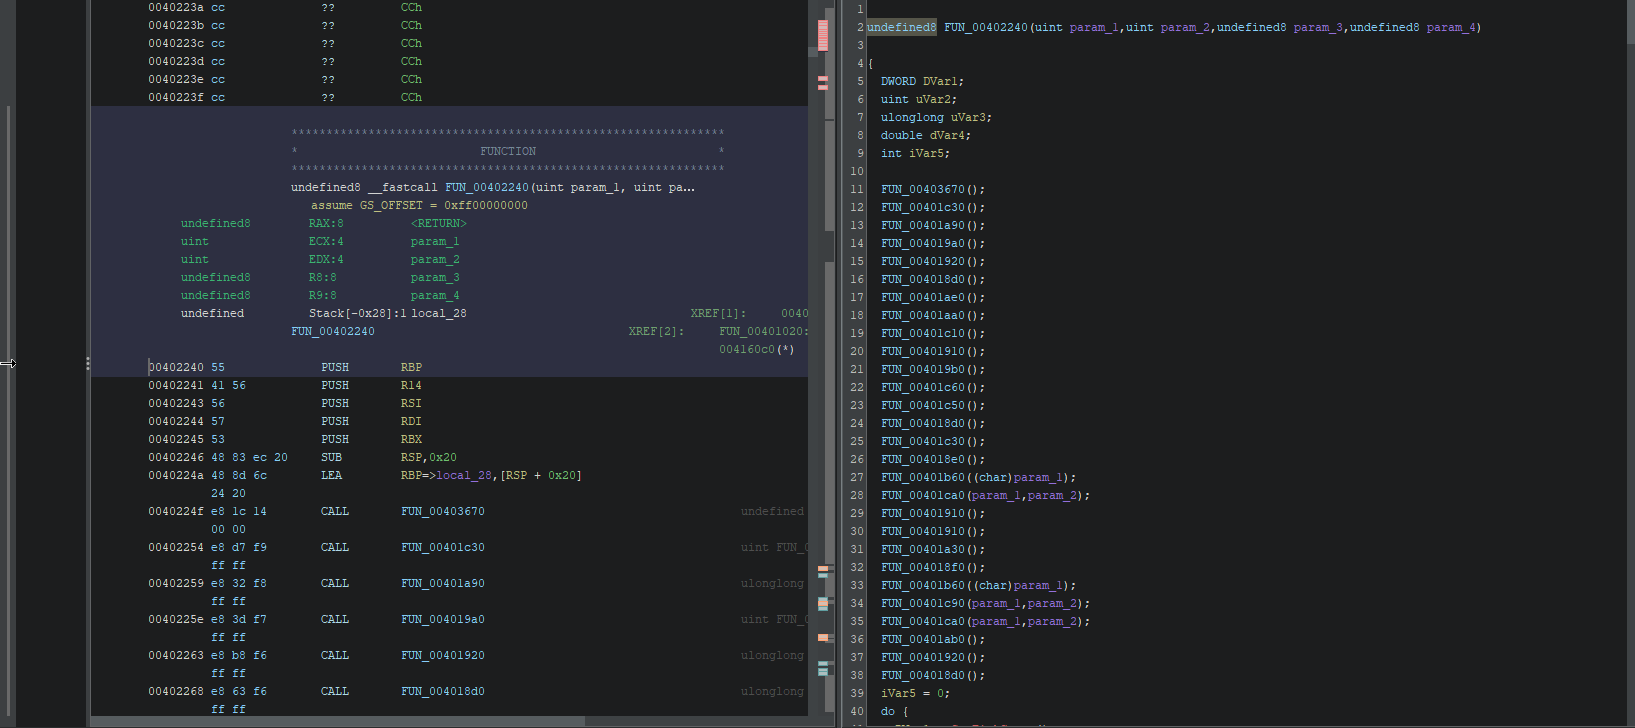 0040223a cc ?? CCh
0040223b cc ?? CCh
0040223c cc ?? CCh
0040223d cc ?? CCh
0040223e cc ?? CCh
0040223f cc ?? CCh
**************************************************************
* FUNCTION *
**************************************************************
undefined8 __fastcall FUN_00402240(uint param_1, uint pa...
assume GS_OFFSET = 0xff00000000
undefined8 RAX:8 <RETURN>
uint ECX:4 param_1
uint EDX:4 param_2
undefined8 R8:8 param_3
undefined8 R9:8 param_4
undefined Stack[-0x28]:1 local_28 XREF[1]: 0040
FUN_00402240 XREF[2]: FUN_00401020:
004160c0(*)
00402240 55 PUSH RBP
00402241 41 56 PUSH R14
00402243 56 PUSH RSI
00402244 57 PUSH RDI
00402245 53 PUSH RBX
00402246 48 83 ec 20 SUB RSP,0x20
0040224a 48 8d 6c LEA RBP=>local_28,[RSP + 0x20]
24 20
0040224f e8 1c 14 CALL FUN_00403670 undefined
00 00
00402254 e8 d7 f9 CALL FUN_00401c30 uint FUN_0
ff ff
00402259 e8 32 f8 CALL FUN_00401a90 ulonglong
ff ff
0040225e e8 3d f7 CALL FUN_004019a0 uint FUN_0
ff ff
00402263 e8 b8 f6 CALL FUN_00401920 ulonglong
ff ff
00402268 e8 63 f6 CALL FUN_004018d0 ulonglong
ff ff
1
2 undefined8 FUN_00402240(uint param_1,uint param_2,undefined8 param_3,undefined8 param_4)
3
4 {
5 DWORD DVar1;
6 uint uVar2;
7 ulonglong uVar3;
8 double dVar4;
9 int iVar5;
10
11 FUN_00403670();
12 FUN_00401c30();
13 FUN_00401a90();
14 FUN_004019a0();
15 FUN_00401920();
16 FUN_004018d0();
17 FUN_00401ae0();
18 FUN_00401aa0();
19 FUN_00401c10();
20 FUN_00401910();
21 FUN_004019b0();
22 FUN_00401c60();
23 FUN_00401c50();
24 FUN_004018d0();
25 FUN_00401c30();
26 FUN_004018e0();
27 FUN_00401b60((char)param_1);
28 FUN_00401ca0(param_1,param_2);
29 FUN_00401910();
30 FUN_00401910();
31 FUN_00401a30();
32 FUN_004018f0();
33 FUN_00401b60((char)param_1);
34 FUN_00401c90(param_1,param_2);
35 FUN_00401ca0(param_1,param_2);
36 FUN_00401ab0();
37 FUN_00401920();
38 FUN_004018d0();
39 iVar5 = 0;
40 do {